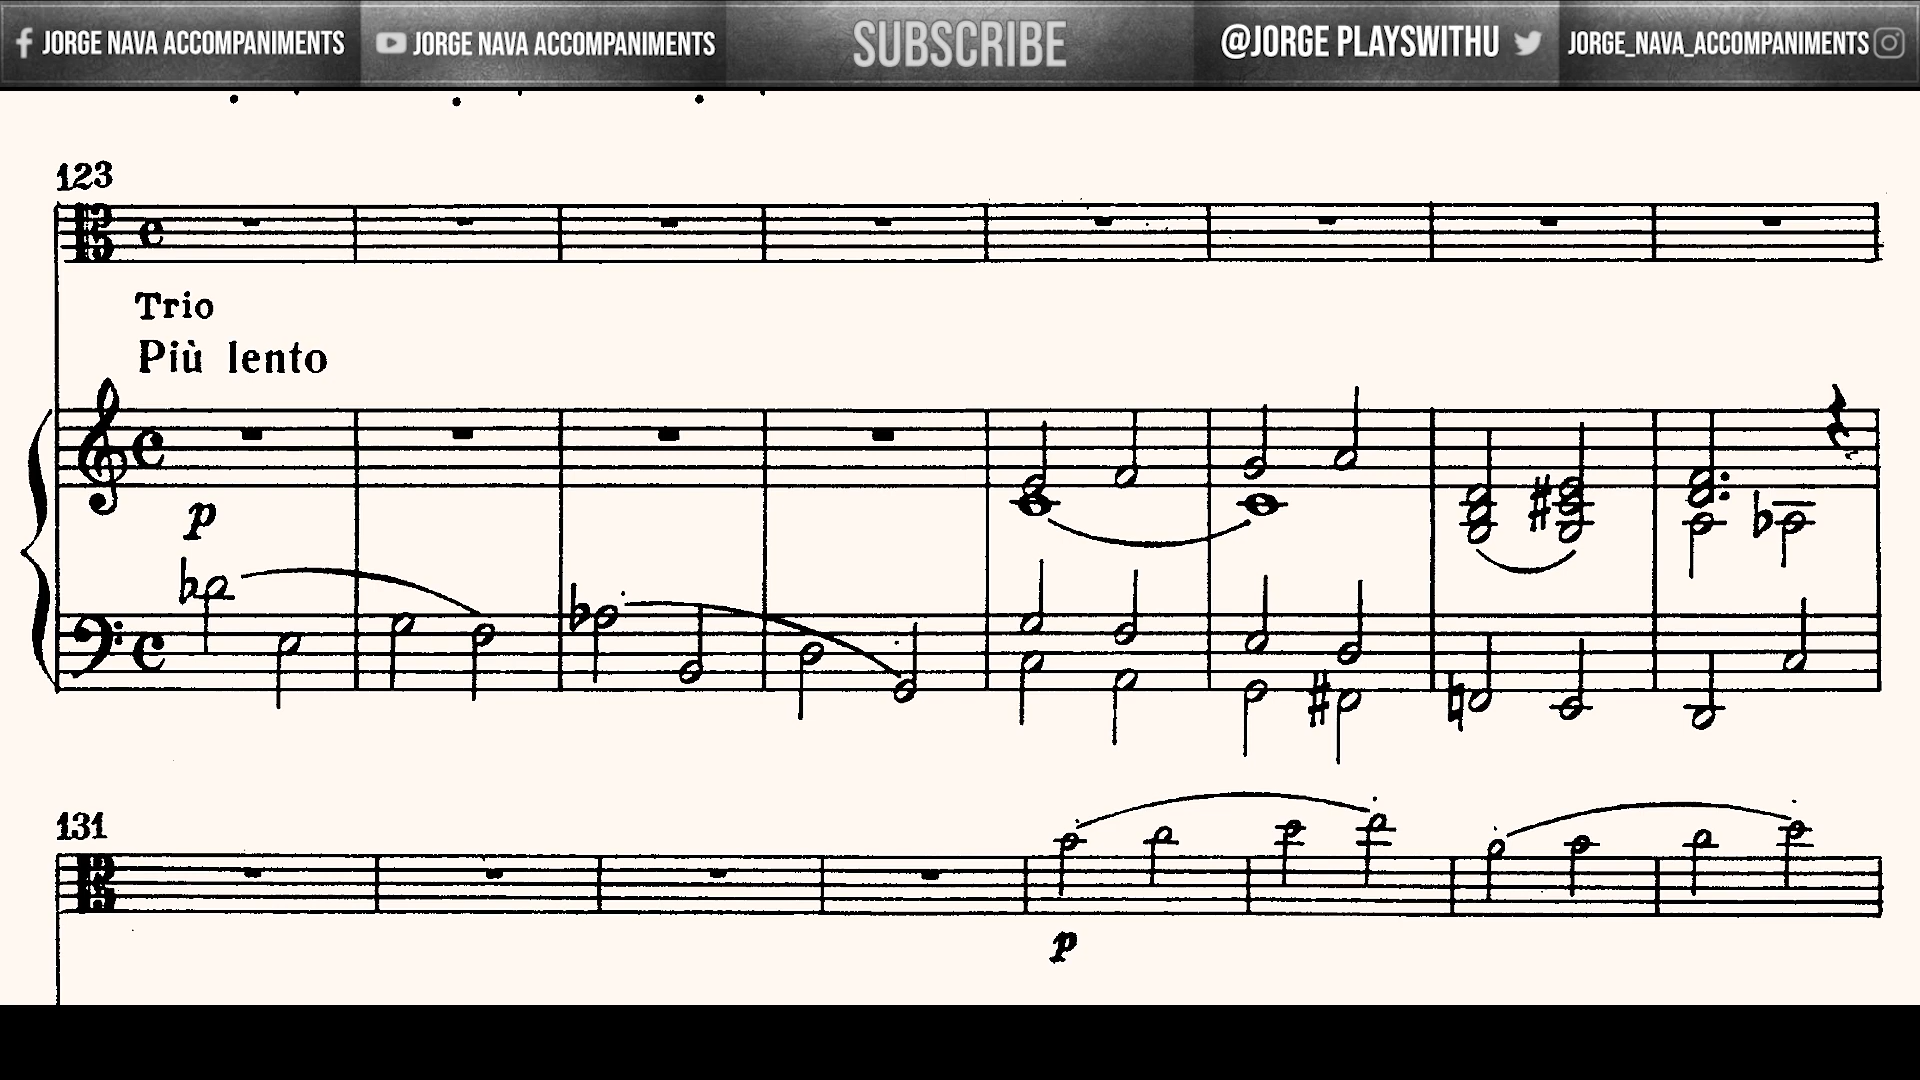 JORGE NAVA ACCOMPANIMENTS
JORGE NAVA ACCOMPANIMENTS
SUBSCRIBE
@JORGE PLAYSWITHU
JORGE_NAVA_ACCOMPANIMENTS
123
Trio
Più lento
p
131
p